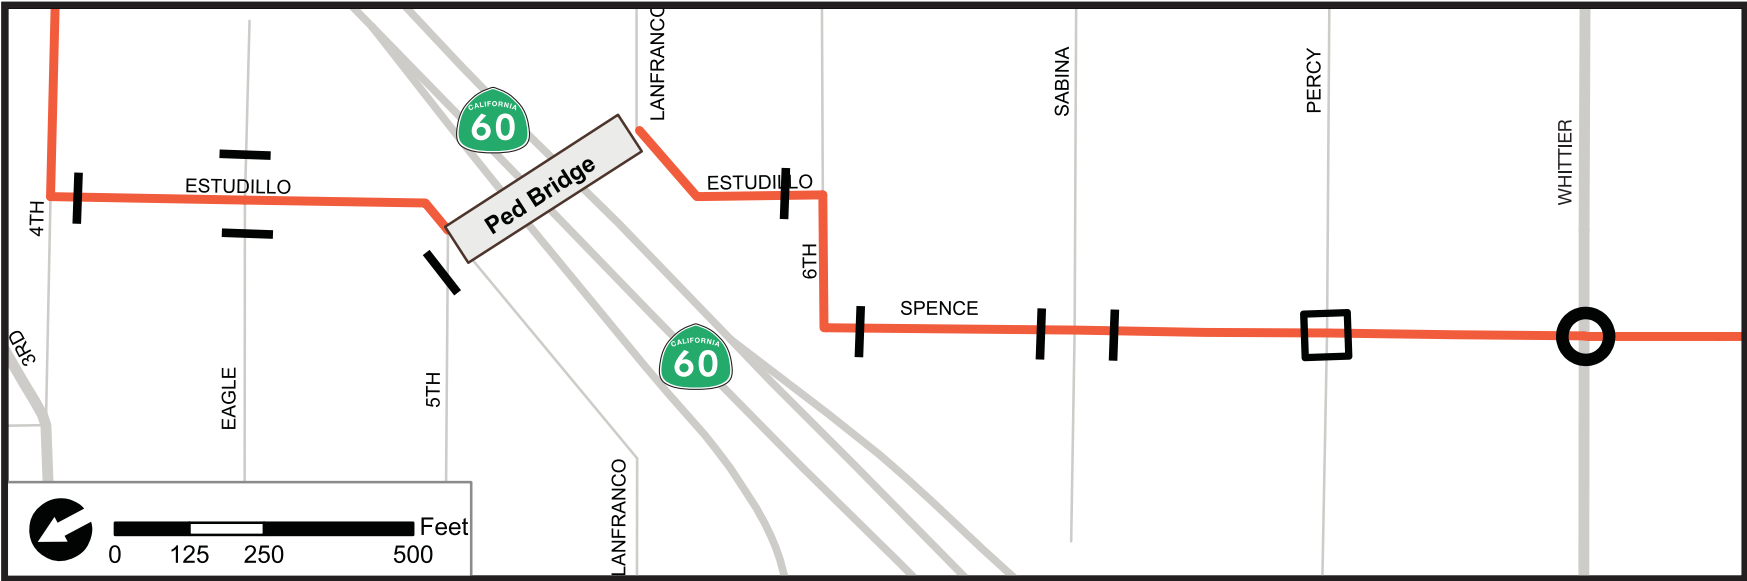 LANFRANCO
CALIFORNIA
60
SABINA
PERCY
WHITTIER
Ped Bridge
ESTUDILLO
ESTUDILLO
4TH
6TH
SPENCE
3RD
CALIFORNIA
60
EAGLE
5TH
LANFRANCO
Feet
0 125 250 500